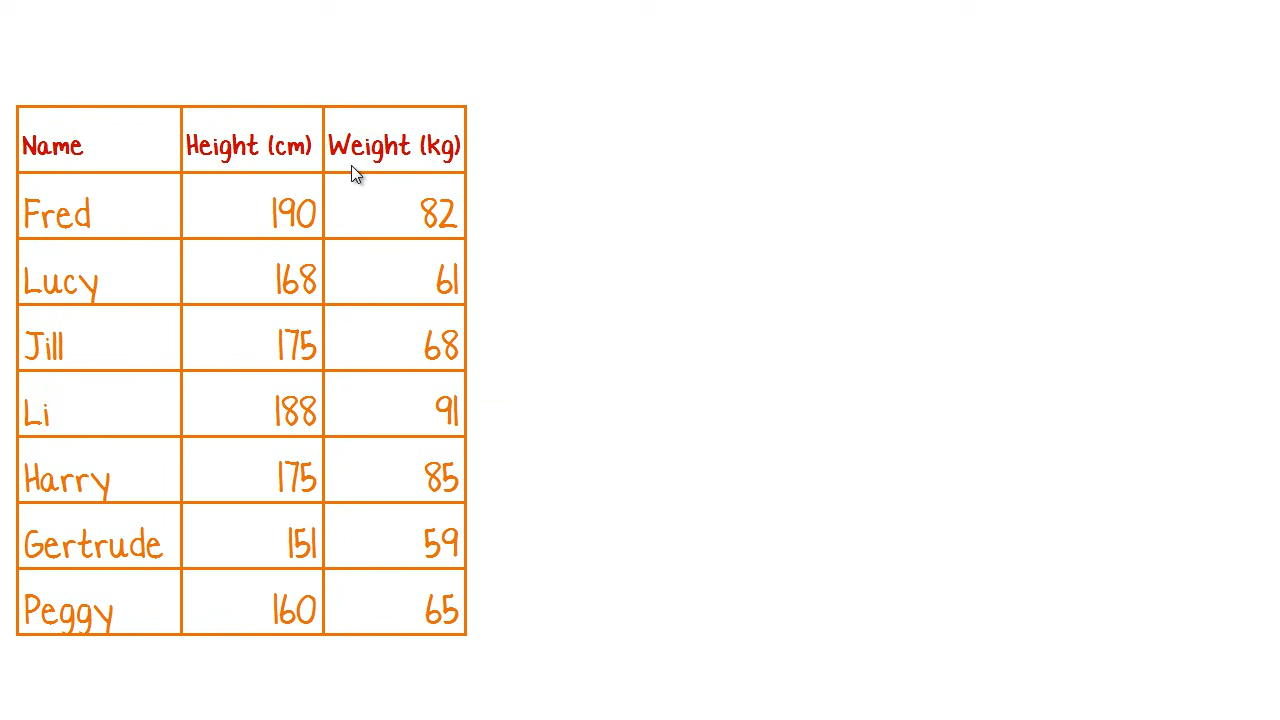 Name Height (cm) Weight (kg)
Fred 190 82
Lucy 168 61
Jill 175 68
Li 188 91
Harry 175 85
Gertrude 151 59
Peggy 160 65